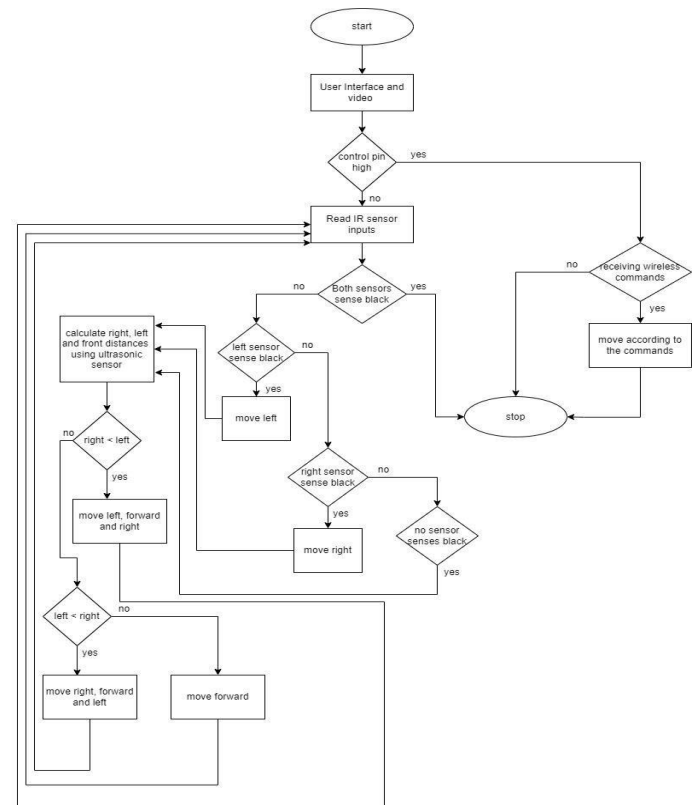 start
User Interface and
video
control pin
high
yes
no
Read IR sensor
inputs
receiving wireless
commands
no
yes
Both sensors
sense black
no
yes
move according to
the commands
calculate right, left
and front distances
using ultrasonic
sensor
left sensor
sense black
no
yes
move left
stop
right < left
no
yes
right sensor
sense black
no
yes
move left, forward
and right
move right
no sensor
senses black
yes
left < right
no
yes
move right, forward
and left
move forward